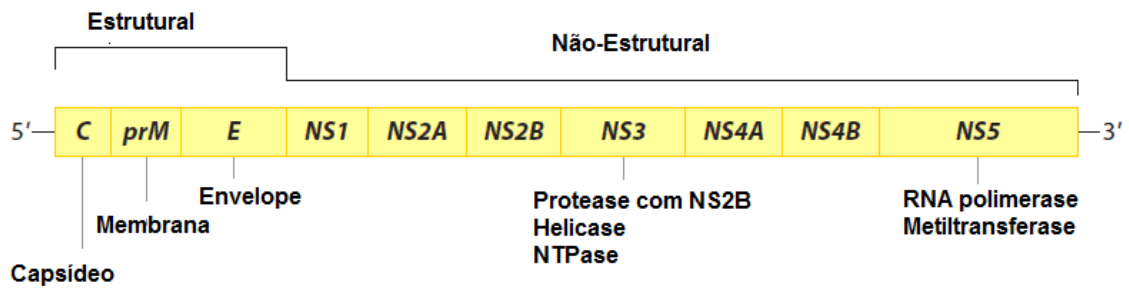 Estrutural
Não-Estrutural
5′ C prM E NS1 NS2A NS2B NS3 NS4A NS4B NS5 3′
Envelope
Membrana
Capsídeo
Protease com NS2B
Helicase
NTPase
RNA polimerase
Metiltransferase